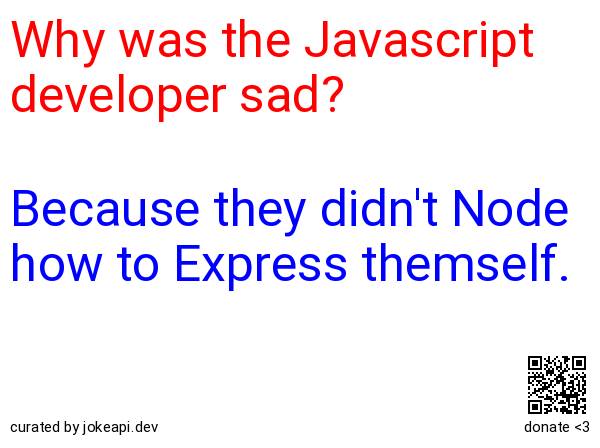 Why was the Javascript
developer sad?
Because they didn't Node
how to Express themself.
curated by jokeapi.dev
donate <3